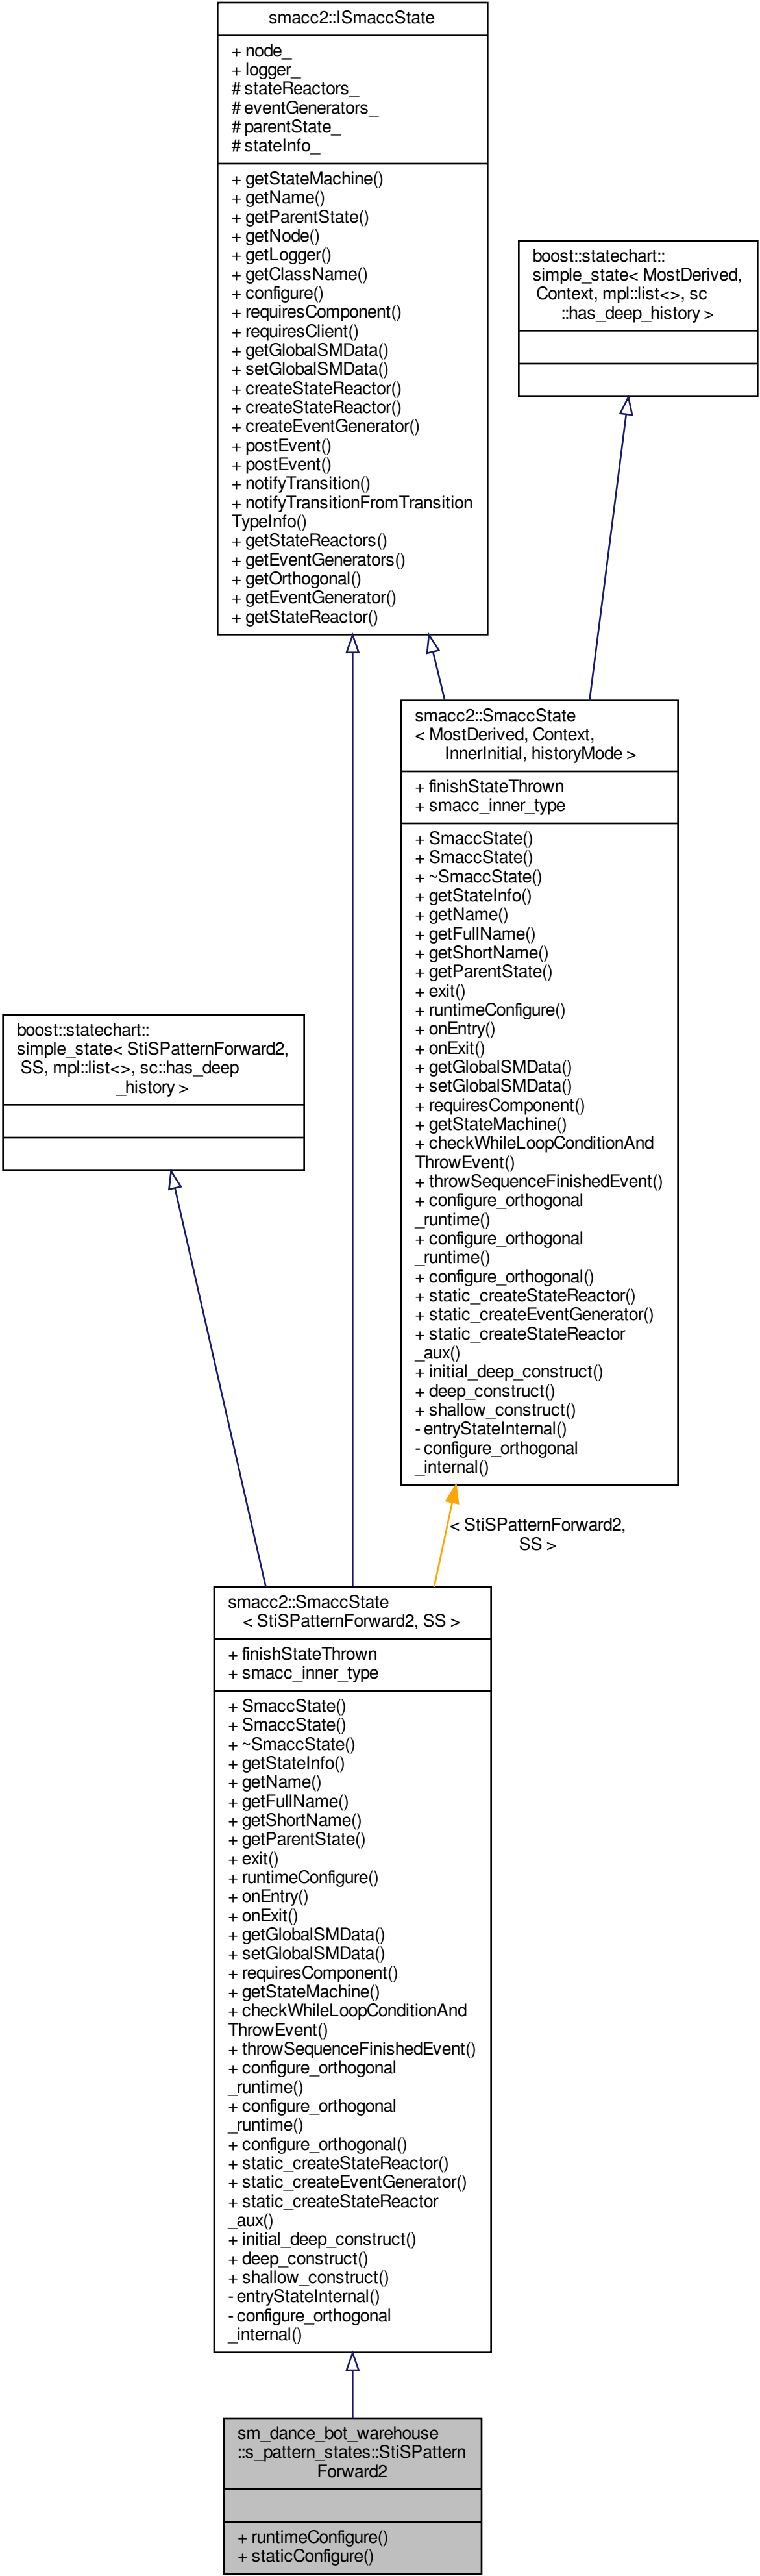 smacc2::ISmaccState
+ node_
+ logger_
# stateReactors_
# eventGenerators_
# parentState_
# stateInfo_
+ getStateMachine()
+ getName()
+ getParentState()
+ getNode()
+ getLogger()
+ getClassName()
+ configure()
+ requiresComponent()
+ requiresClient()
+ getGlobalSMData()
+ setGlobalSMData()
+ createStateReactor()
+ createStateReactor()
+ createEventGenerator()
+ postEvent()
+ postEvent()
+ notifyTransition()
+ notifyTransitionFromTransition
TypeInfo()
+ getStateReactors()
+ getEventGenerators()
+ getOrthogonal()
+ getEventGenerator()
+ getStateReactor()
boost::statechart::
simple_state< MostDerived,
Context, mpl::list<>, sc
::has_deep_history >
smacc2::SmaccState
< MostDerived, Context,
InnerInitial, historyMode >
+ finishStateThrown
+ smacc_inner_type
+ SmaccState()
+ SmaccState()
+ ~SmaccState()
+ getStateInfo()
+ getName()
+ getFullName()
+ getShortName()
+ getParentState()
+ exit()
+ runtimeConfigure()
+ onEntry()
+ onExit()
+ getGlobalSMData()
+ setGlobalSMData()
+ requiresComponent()
+ getStateMachine()
+ checkWhileLoopConditionAnd
ThrowEvent()
+ throwSequenceFinishedEvent()
+ configure_orthogonal
_runtime()
+ configure_orthogonal
_runtime()
+ configure_orthogonal()
+ static_createStateReactor()
+ static_createEventGenerator()
+ static_createStateReactor
_aux()
+ initial_deep_construct()
+ deep_construct()
+ shallow_construct()
- entryStateInternal()
- configure_orthogonal
_internal()
boost::statechart::
simple_state< StiSPatternForward2,
SS, mpl::list<>, sc::has_deep
_history >
< StiSPatternForward2,
SS >
smacc2::SmaccState
< StiSPatternForward2, SS >
+ finishStateThrown
+ smacc_inner_type
+ SmaccState()
+ SmaccState()
+ ~SmaccState()
+ getStateInfo()
+ getName()
+ getFullName()
+ getShortName()
+ getParentState()
+ exit()
+ runtimeConfigure()
+ onEntry()
+ onExit()
+ getGlobalSMData()
+ setGlobalSMData()
+ requiresComponent()
+ getStateMachine()
+ checkWhileLoopConditionAnd
ThrowEvent()
+ throwSequenceFinishedEvent()
+ configure_orthogonal
_runtime()
+ configure_orthogonal
_runtime()
+ configure_orthogonal()
+ static_createStateReactor()
+ static_createEventGenerator()
+ static_createStateReactor
_aux()
+ initial_deep_construct()
+ deep_construct()
+ shallow_construct()
- entryStateInternal()
- configure_orthogonal
_internal()
sm_dance_bot_warehouse
::s_pattern_states::StiSPattern
Forward2
+ runtimeConfigure()
+ staticConfigure()